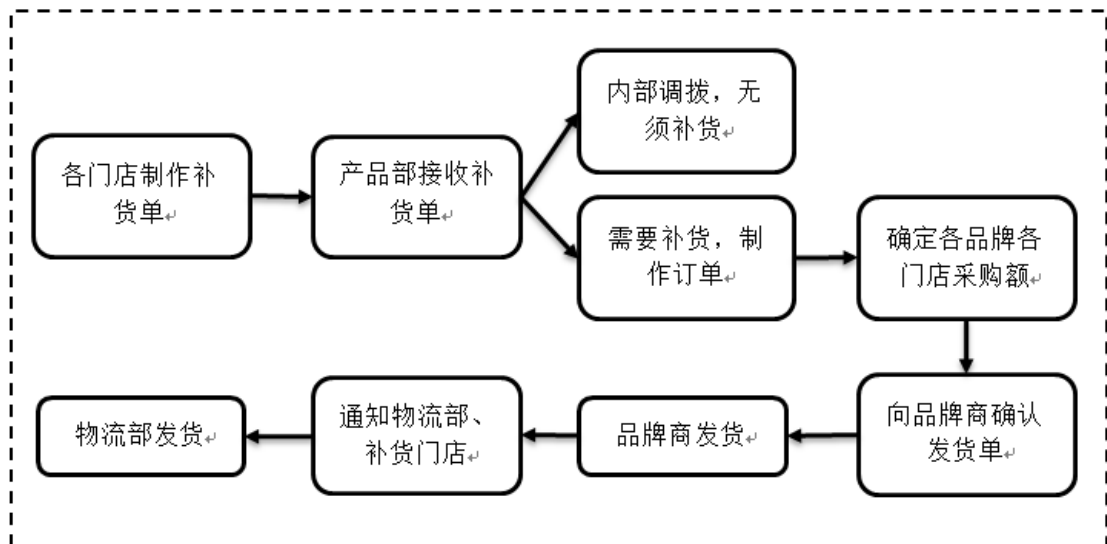 各门店制作补
货单
产品部接收补
货单
内部调拨，无
须补货
需要补货，制
作订单
确定各品牌各
门店采购额
向品牌商确认
发货单
品牌商发货
通知物流部、
补货门店
物流部发货